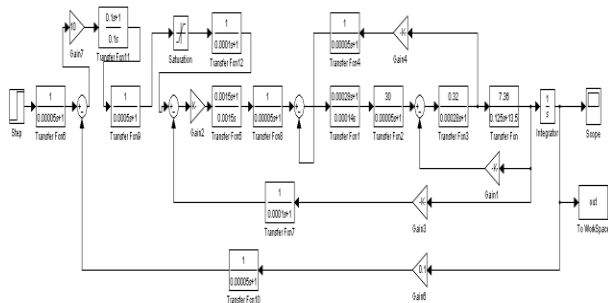 10
Gain7
0.1s+1
0.1s
Transfer Fcn11
Saturation
1
0.0001s+1
Transfer Fcn12
1
0.00005s+1
Transfer Fcn4
-K-
Gain4
Step
1
0.00005s+1
Transfer Fcn6
1
0.0005s+1
Transfer Fcn9
-K-
Gain2
0.0015s+1
0.0015s
Transfer Fcn5
1
0.00005s+1
Transfer Fcn8
0.00028s+1
0.00014s
Transfer Fcn1
30
0.00005s+1
Transfer Fcn2
0.32
0.00028s+1
Transfer Fcn3
7.36
0.125s+13.5
Transfer Fcn
1
s
Integrator
Scope
-K-
Gain1
out
To WorkSpace
1
0.0001s+1
Transfer Fcn7
-K-
Gain3
1
0.00005s+1
Transfer Fcn10
0.1